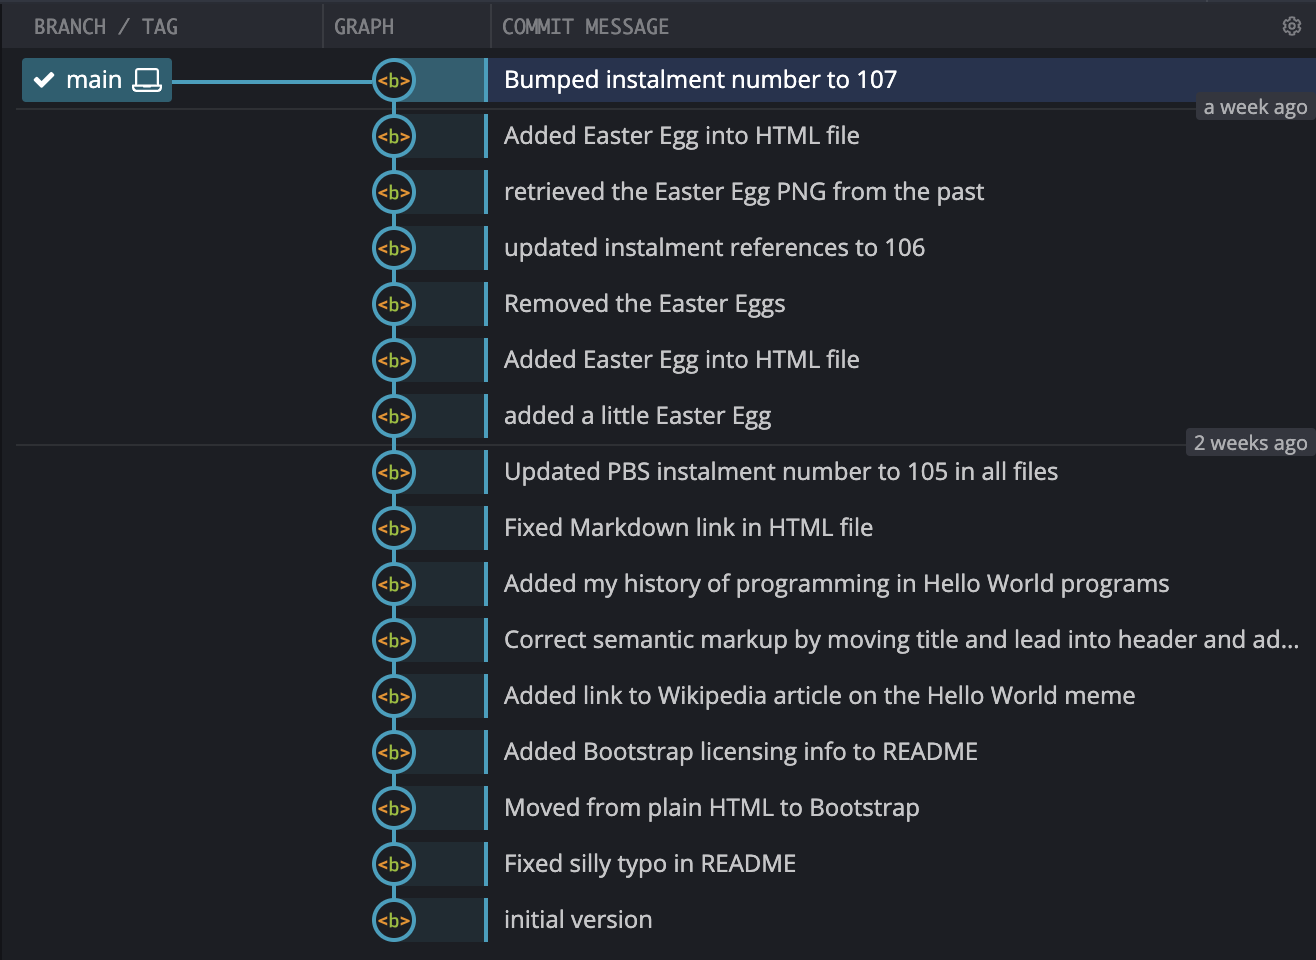 BRANCH / TAG GRAPH COMMIT MESSAGE
main <b> Bumped instalment number to 107
a week ago
<b> Added Easter Egg into HTML file
<b> retrieved the Easter Egg PNG from the past
<b> updated instalment references to 106
<b> Removed the Easter Eggs
<b> Added Easter Egg into HTML file
<b> added a little Easter Egg
2 weeks ago
<b> Updated PBS instalment number to 105 in all files
<b> Fixed Markdown link in HTML file
<b> Added my history of programming in Hello World programs
<b> Correct semantic markup by moving title and lead into header and ad...
<b> Added link to Wikipedia article on the Hello World meme
<b> Added Bootstrap licensing info to README
<b> Moved from plain HTML to Bootstrap
<b> Fixed silly typo in README
<b> initial version